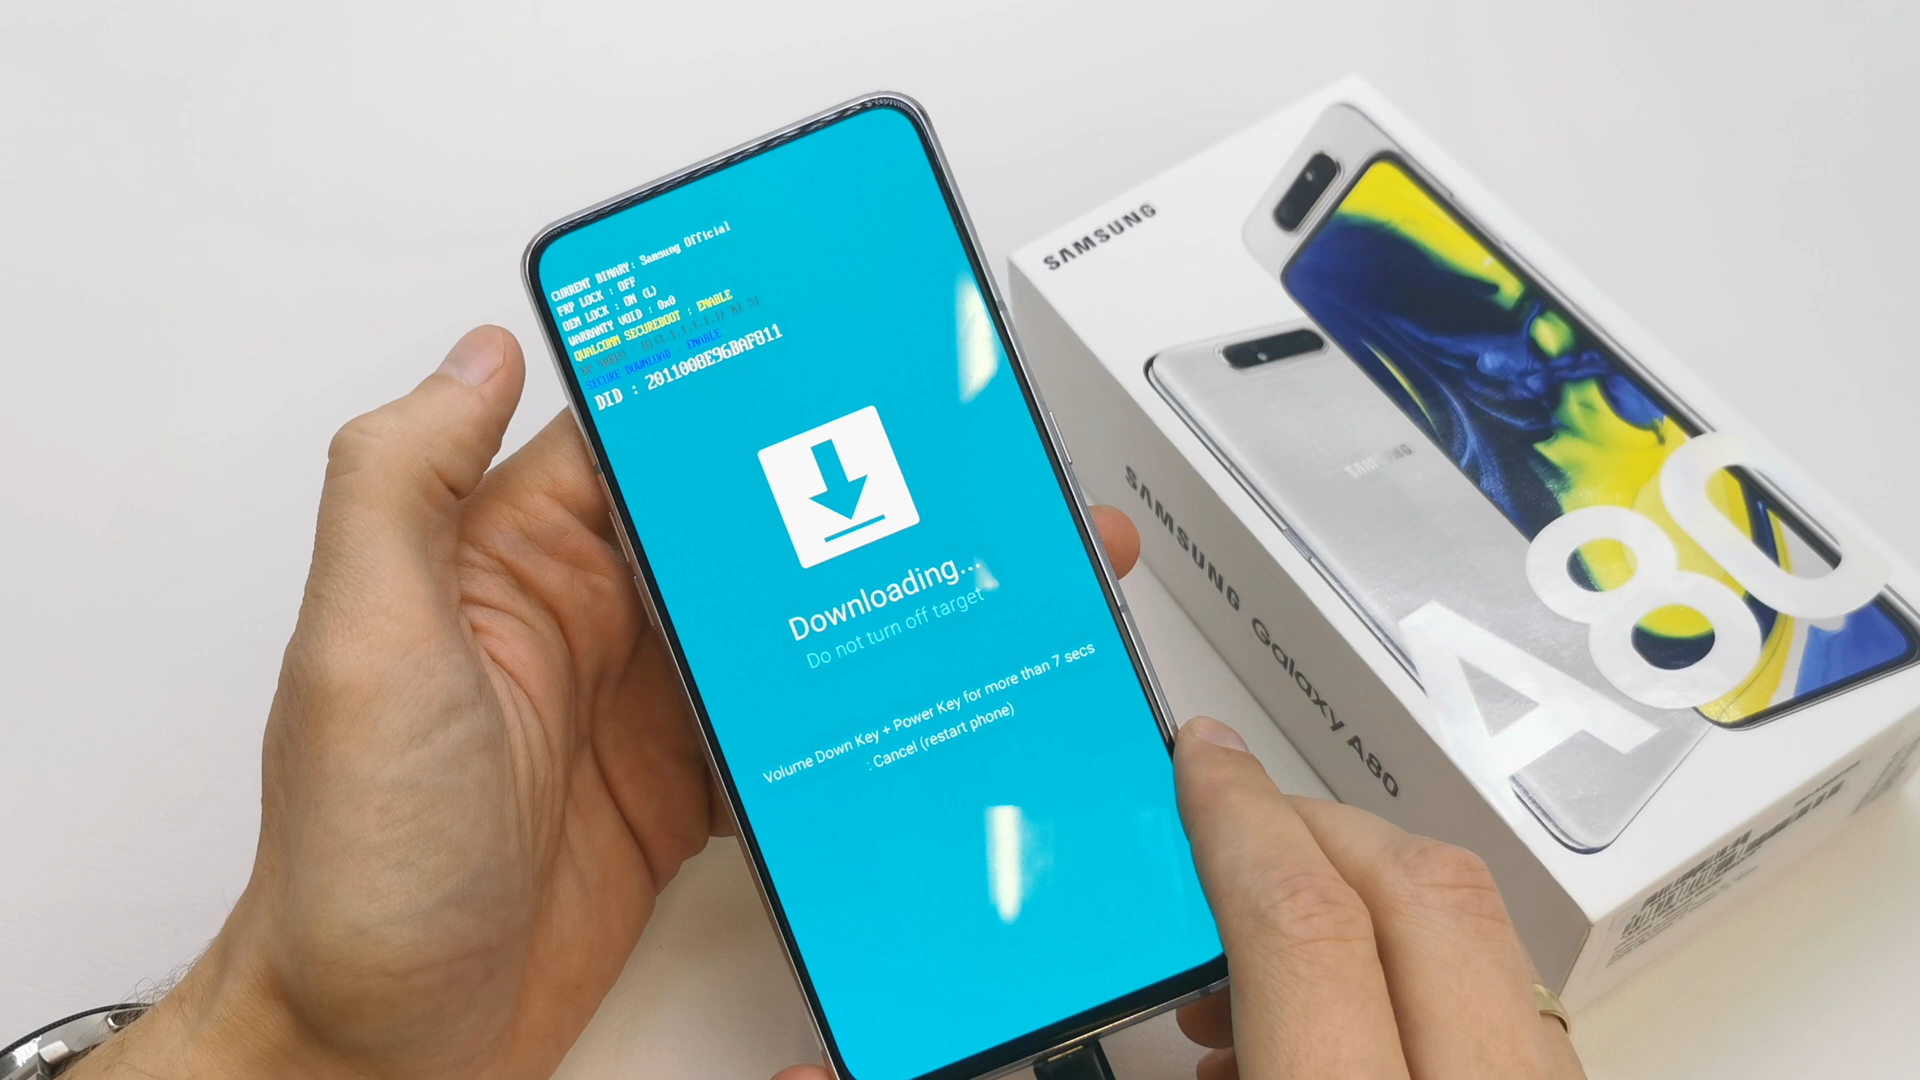 CURRENT BINARY: Samsung Official
FRP LOCK : OFF
OEM LOCK : ON (L)
WARRANTY VOID : 0x0
QUALCOMM SECUREBOOT : ENABLE
SECURE DOWNLOAD : ENABLE
DID : 2011008E96BAF811
Downloading...
Do not turn off target
Volume Down Key + Power Key for more than 7 secs
: Cancel (restart phone)
SAMSUNG
SAMSUNG
A80
SAMSUNG Galaxy A80